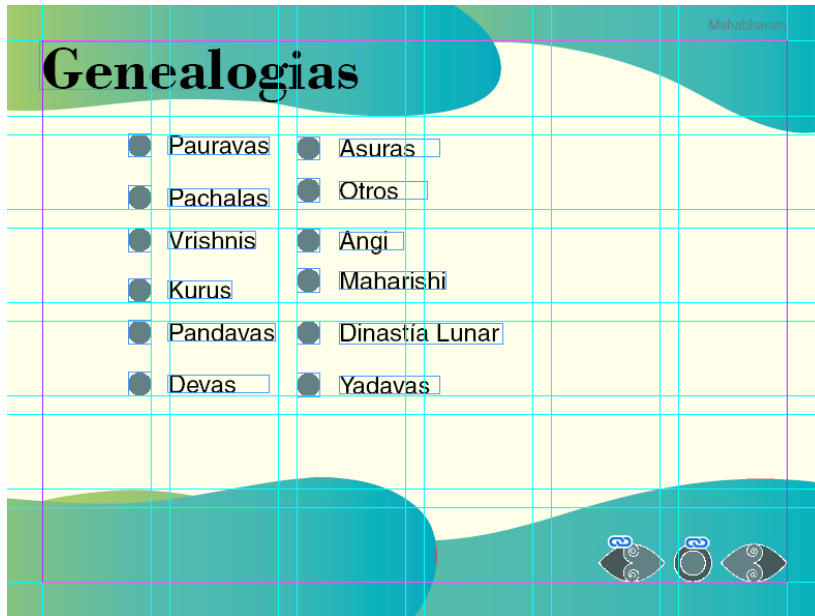 Mahabharata
Genealogias
Pauravas
Pachalas
Vrishnis
Kurus
Pandavas
Devas
Asuras
Otros
Angi
Maharishi
Dinastía Lunar
Yadavas